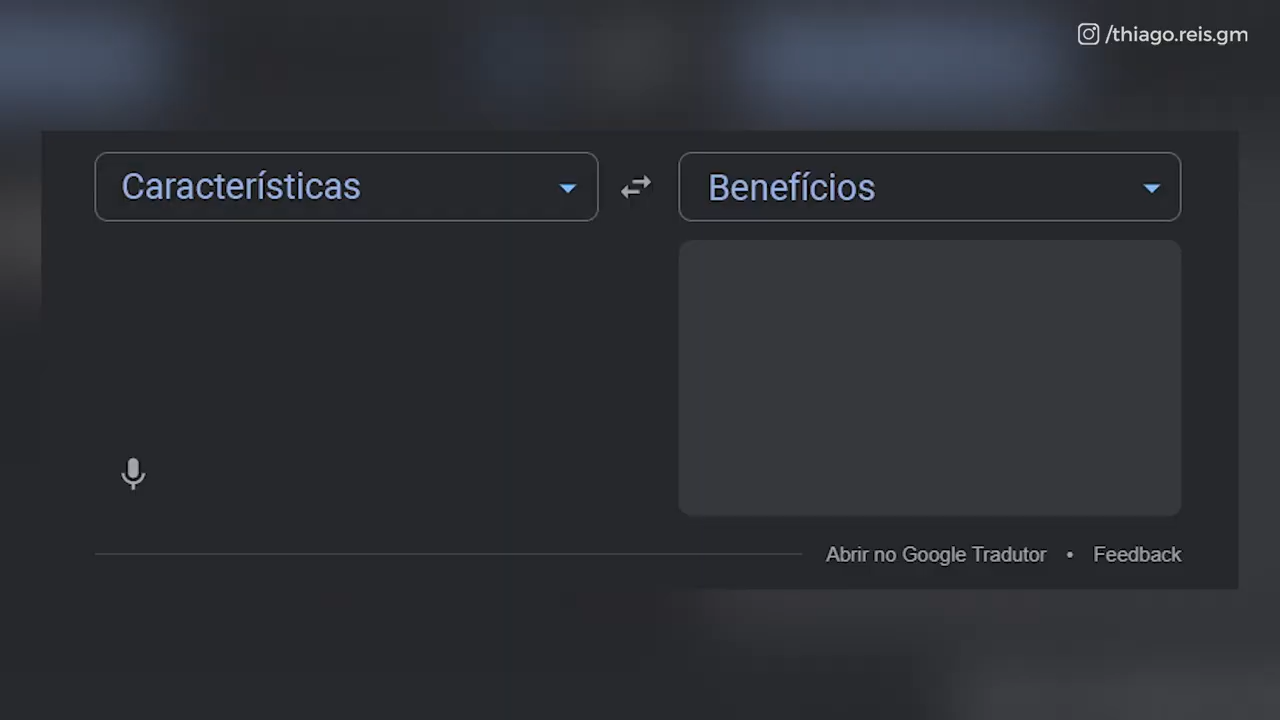 /thiago.reis.gm
Características
Benefícios
Abrir no Google Tradutor • Feedback